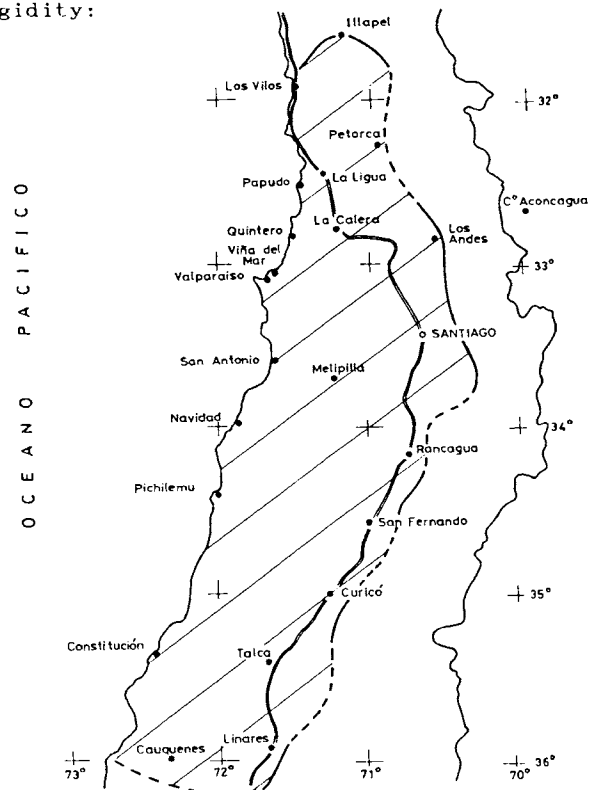 gidity:
Illapel
Los Vilos
32°
Petorca
La Ligua
Papudo
C° Aconcagua
La Calera
Quintero
Los
Andes
Viña del
Mar
33°
Valparaiso
SANTIAGO
San Antonio
Melipilla
Navidad
34°
Rancagua
Pichilemu
San Fernando
Curicó
35°
Constitución
Talca
Linares
Cauquenes
36°
73°
72°
71°
70°
OCEANO PACIFICO